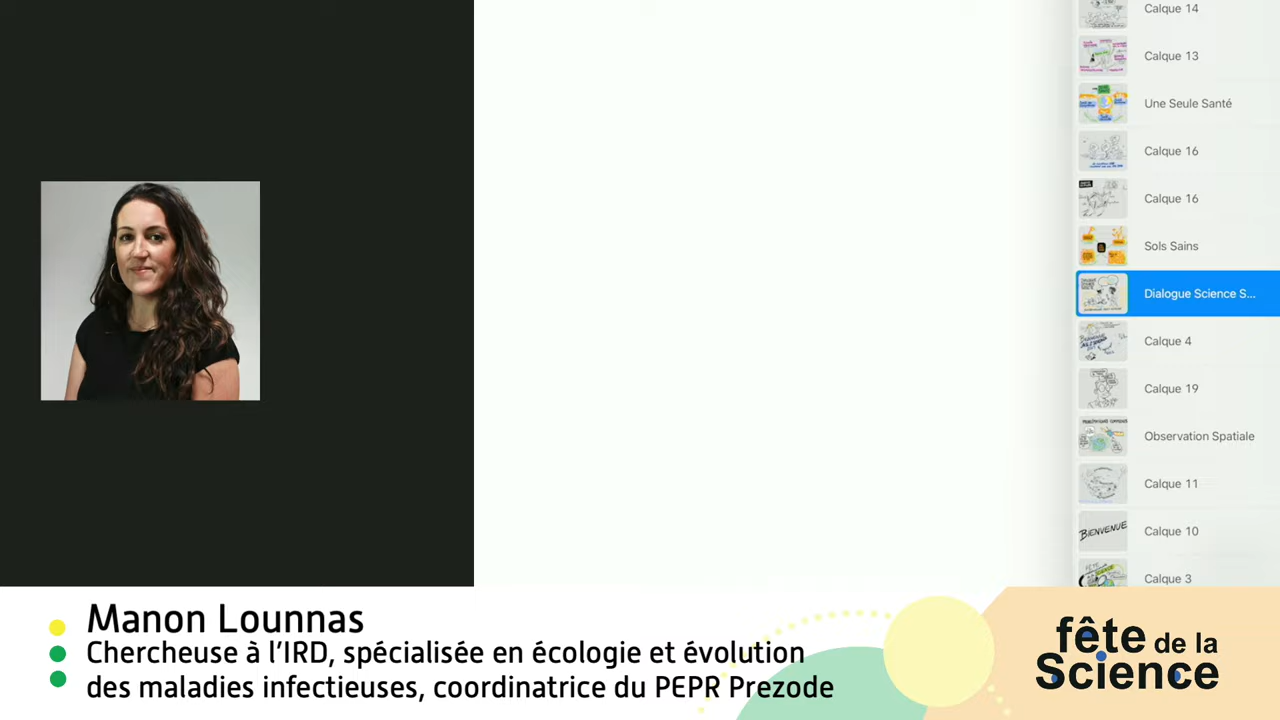 Calque 14
Calque 13
Une Seule Santé
Calque 16
Calque 16
Sols Sains
Dialogue Science S...
Calque 4
Calque 19
Observation Spatiale
Calque 11
BIENVENUE
Calque 10
Calque 3
Manon Lounnas
Chercheuse à l'IRD, spécialisée en écologie et évolution
des maladies infectieuses, coordinatrice du PEPR Prezode
fête de la
Science